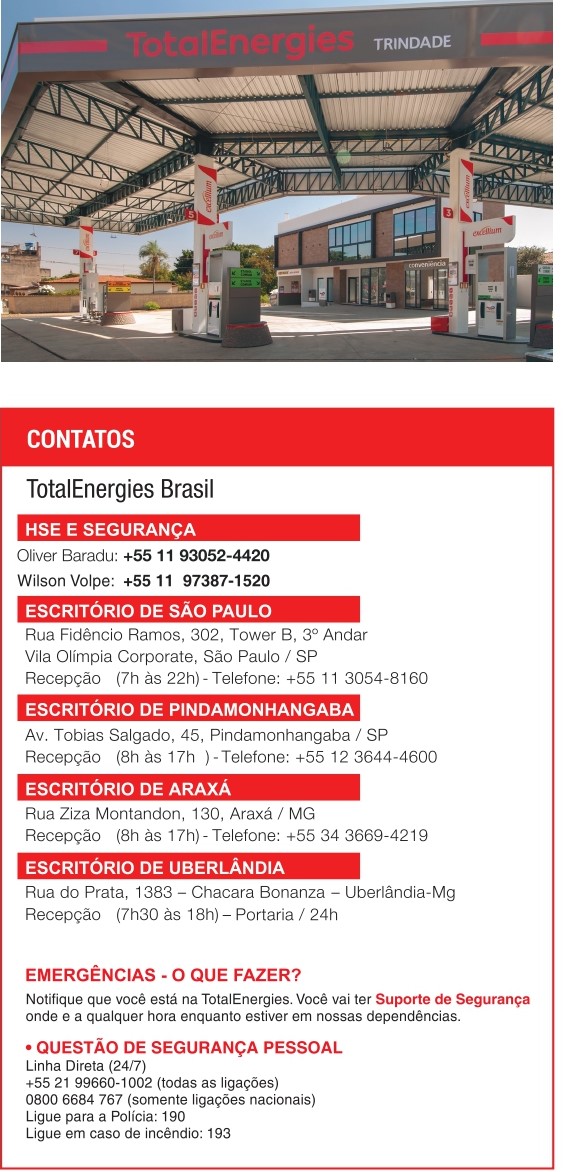 TotalEnergies TRINDADE
excellium
5
3
excellium
excellium
conveniência
CONTATOS
TotalEnergies Brasil
HSE E SEGURANÇA
Oliver Baradu: +55 11 93052-4420
Wilson Volpe: +55 11 97387-1520
ESCRITÓRIO DE SÃO PAULO
Rua Fidêncio Ramos, 302, Tower B, 3º Andar
Vila Olímpia Corporate, São Paulo / SP
Recepção (7h às 22h) - Telefone: +55 11 3054-8160
ESCRITÓRIO DE PINDAMONHANGABA
Av. Tobias Salgado, 45, Pindamonhangaba / SP
Recepção (8h às 17h ) - Telefone: +55 12 3644-4600
ESCRITÓRIO DE ARAXÁ
Rua Ziza Montandon, 130, Araxá / MG
Recepção (8h às 17h) - Telefone: +55 34 3669-4219
ESCRITÓRIO DE UBERLÂNDIA
Rua do Prata, 1383 – Chacara Bonanza – Uberlândia-Mg
Recepção (7h30 às 18h) – Portaria / 24h
EMERGÊNCIAS - O QUE FAZER?
Notifique que você está na TotalEnergies. Você vai ter Suporte de Segurança
onde e a qualquer hora enquanto estiver em nossas dependências.
• QUESTÃO DE SEGURANÇA PESSOAL
Linha Direta (24/7)
+55 21 99660-1002 (todas as ligações)
0800 6684 767 (somente ligações nacionais)
Ligue para a Polícia: 190
Ligue em caso de incêndio: 193